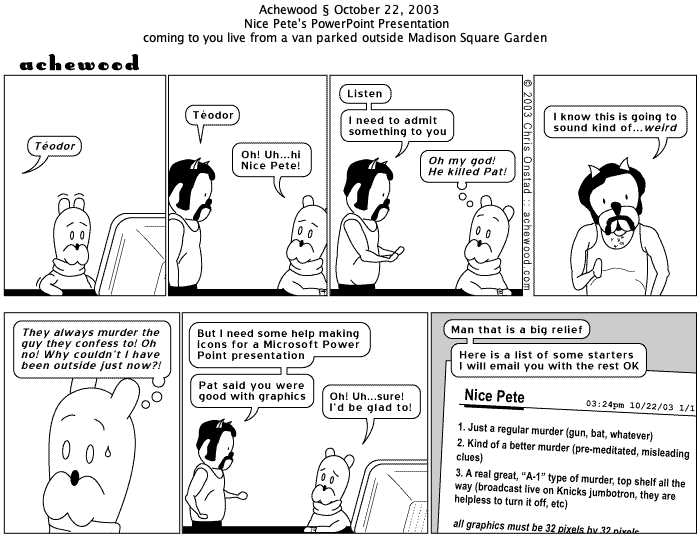 Achewood § October 22, 2003
Nice Pete's PowerPoint Presentation
coming to you live from a van parked outside Madison Square Garden
achewood
Téodor
Téodor
Oh! Uh...hi
Nice Pete!
Listen
I need to admit
something to you
Oh my god!
He killed Pat!
© 2003 Chris Onstad :: achewood.com
I know this is going to
sound kind of...weird
They always murder the
guy they confess to! Oh
no! Why couldn't I have
been outside just now?!
But I need some help making
icons for a Microsoft Power
Point presentation
Pat said you were
good with graphics
Oh! Uh...sure!
I'd be glad to!
Man that is a big relief
Here is a list of some starters
I will email you with the rest OK
Nice Pete
03:24pm 10/22/03 1/1
1. Just a regular murder (gun, bat, whatever)
2. Kind of a better murder (pre-meditated, misleading
clues)
3. A real great, "A-1" type of murder, top shelf all the
way (broadcast live on Knicks jumbotron, they are
helpless to turn it off, etc)
all graphics must be 32 pixels by 32 pixels